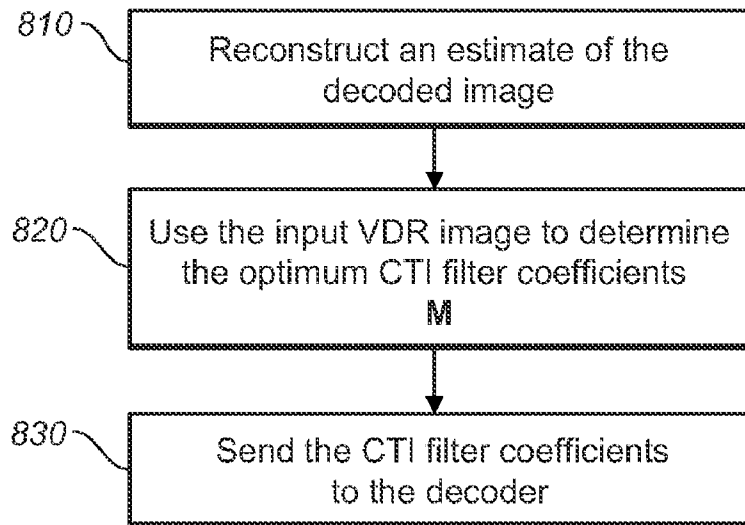 810
Reconstruct an estimate of the
decoded image
820
Use the input VDR image to determine
the optimum CTI filter coefficients
M
830
Send the CTI filter coefficients
to the decoder